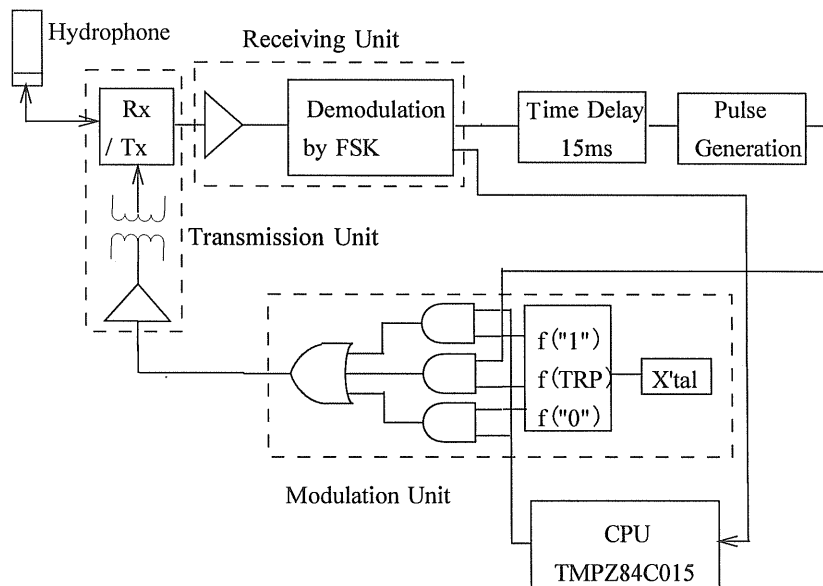 Hydrophone
Receiving Unit
Rx
/ Tx
Demodulation
by FSK
Time Delay
15ms
Pulse
Generation
Transmission Unit
f("1")
f(TRP)
f("0")
X'tal
Modulation Unit
CPU
TMPZ84C015